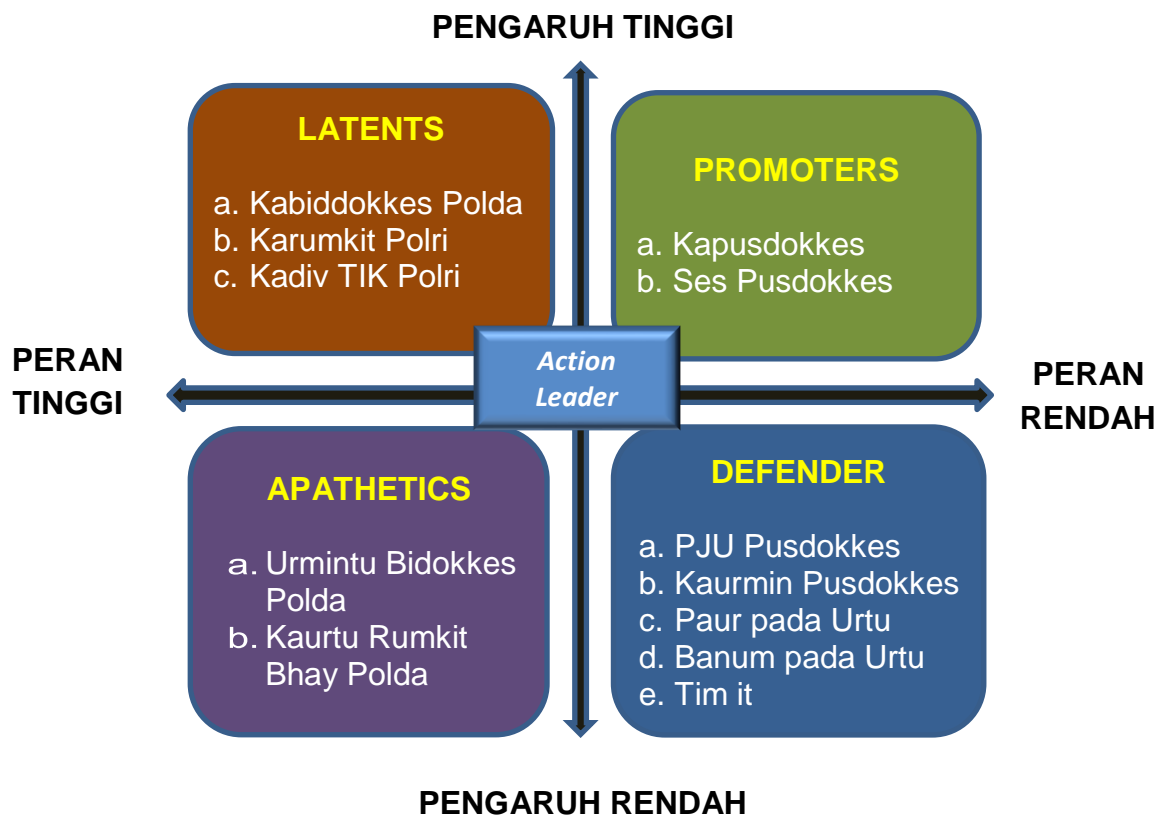 PENGARUH TINGGI
LATENTS
a. Kabiddokkes Polda
b. Karumkit Polri
c. Kadiv TIK Polri
PROMOTERS
a. Kapusdokkes
b. Ses Pusdokkes
PERAN
TINGGI
Action
Leader
PERAN
RENDAH
APATHETICS
a. Urmintu Bidokkes
Polda
b. Kaurtu Rumkit
Bhay Polda
DEFENDER
a. PJU Pusdokkes
b. Kaurmin Pusdokkes
c. Paur pada Urtu
d. Banum pada Urtu
e. Tim it
PENGARUH RENDAH